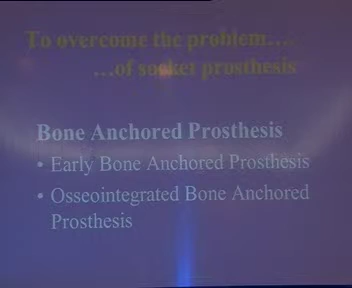 To overcome the problem....
...of socket prosthesis
Bone Anchored Prosthesis
• Early Bone Anchored Prosthesis
• Osseointegrated Bone Anchored
Prosthesis